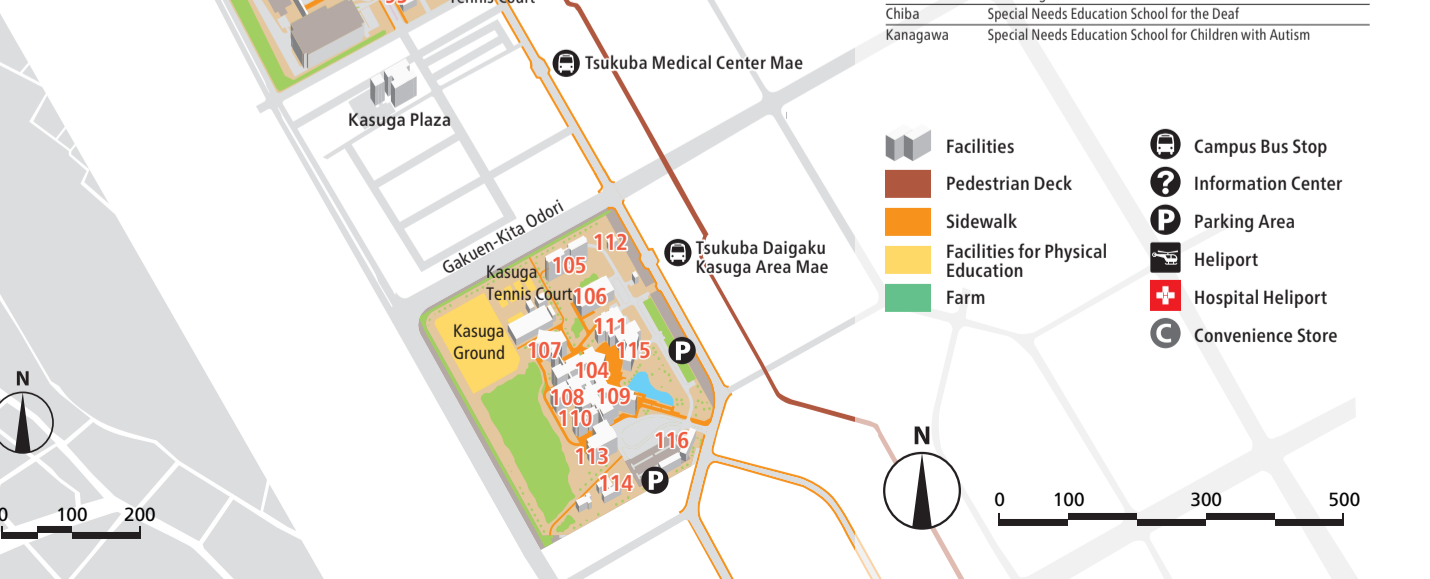 Tennis Court
Chiba Special Needs Education School for the Deaf
Kanagawa Special Needs Education School for Children with Autism
Tsukuba Medical Center Mae
Kasuga Plaza
Gakuen-Kita Odori
Tsukuba Daigaku
Kasuga Area Mae
Kasuga
Tennis Court
Kasuga
Ground
112
105
106
111
107
115
104
108
109
110
113
116
114
P
P
Facilities
Pedestrian Deck
Sidewalk
Facilities for Physical
Education
Farm
Campus Bus Stop
? Information Center
P Parking Area
Heliport
H Hospital Heliport
C Convenience Store
N
0 100 200
N
0 100 300 500